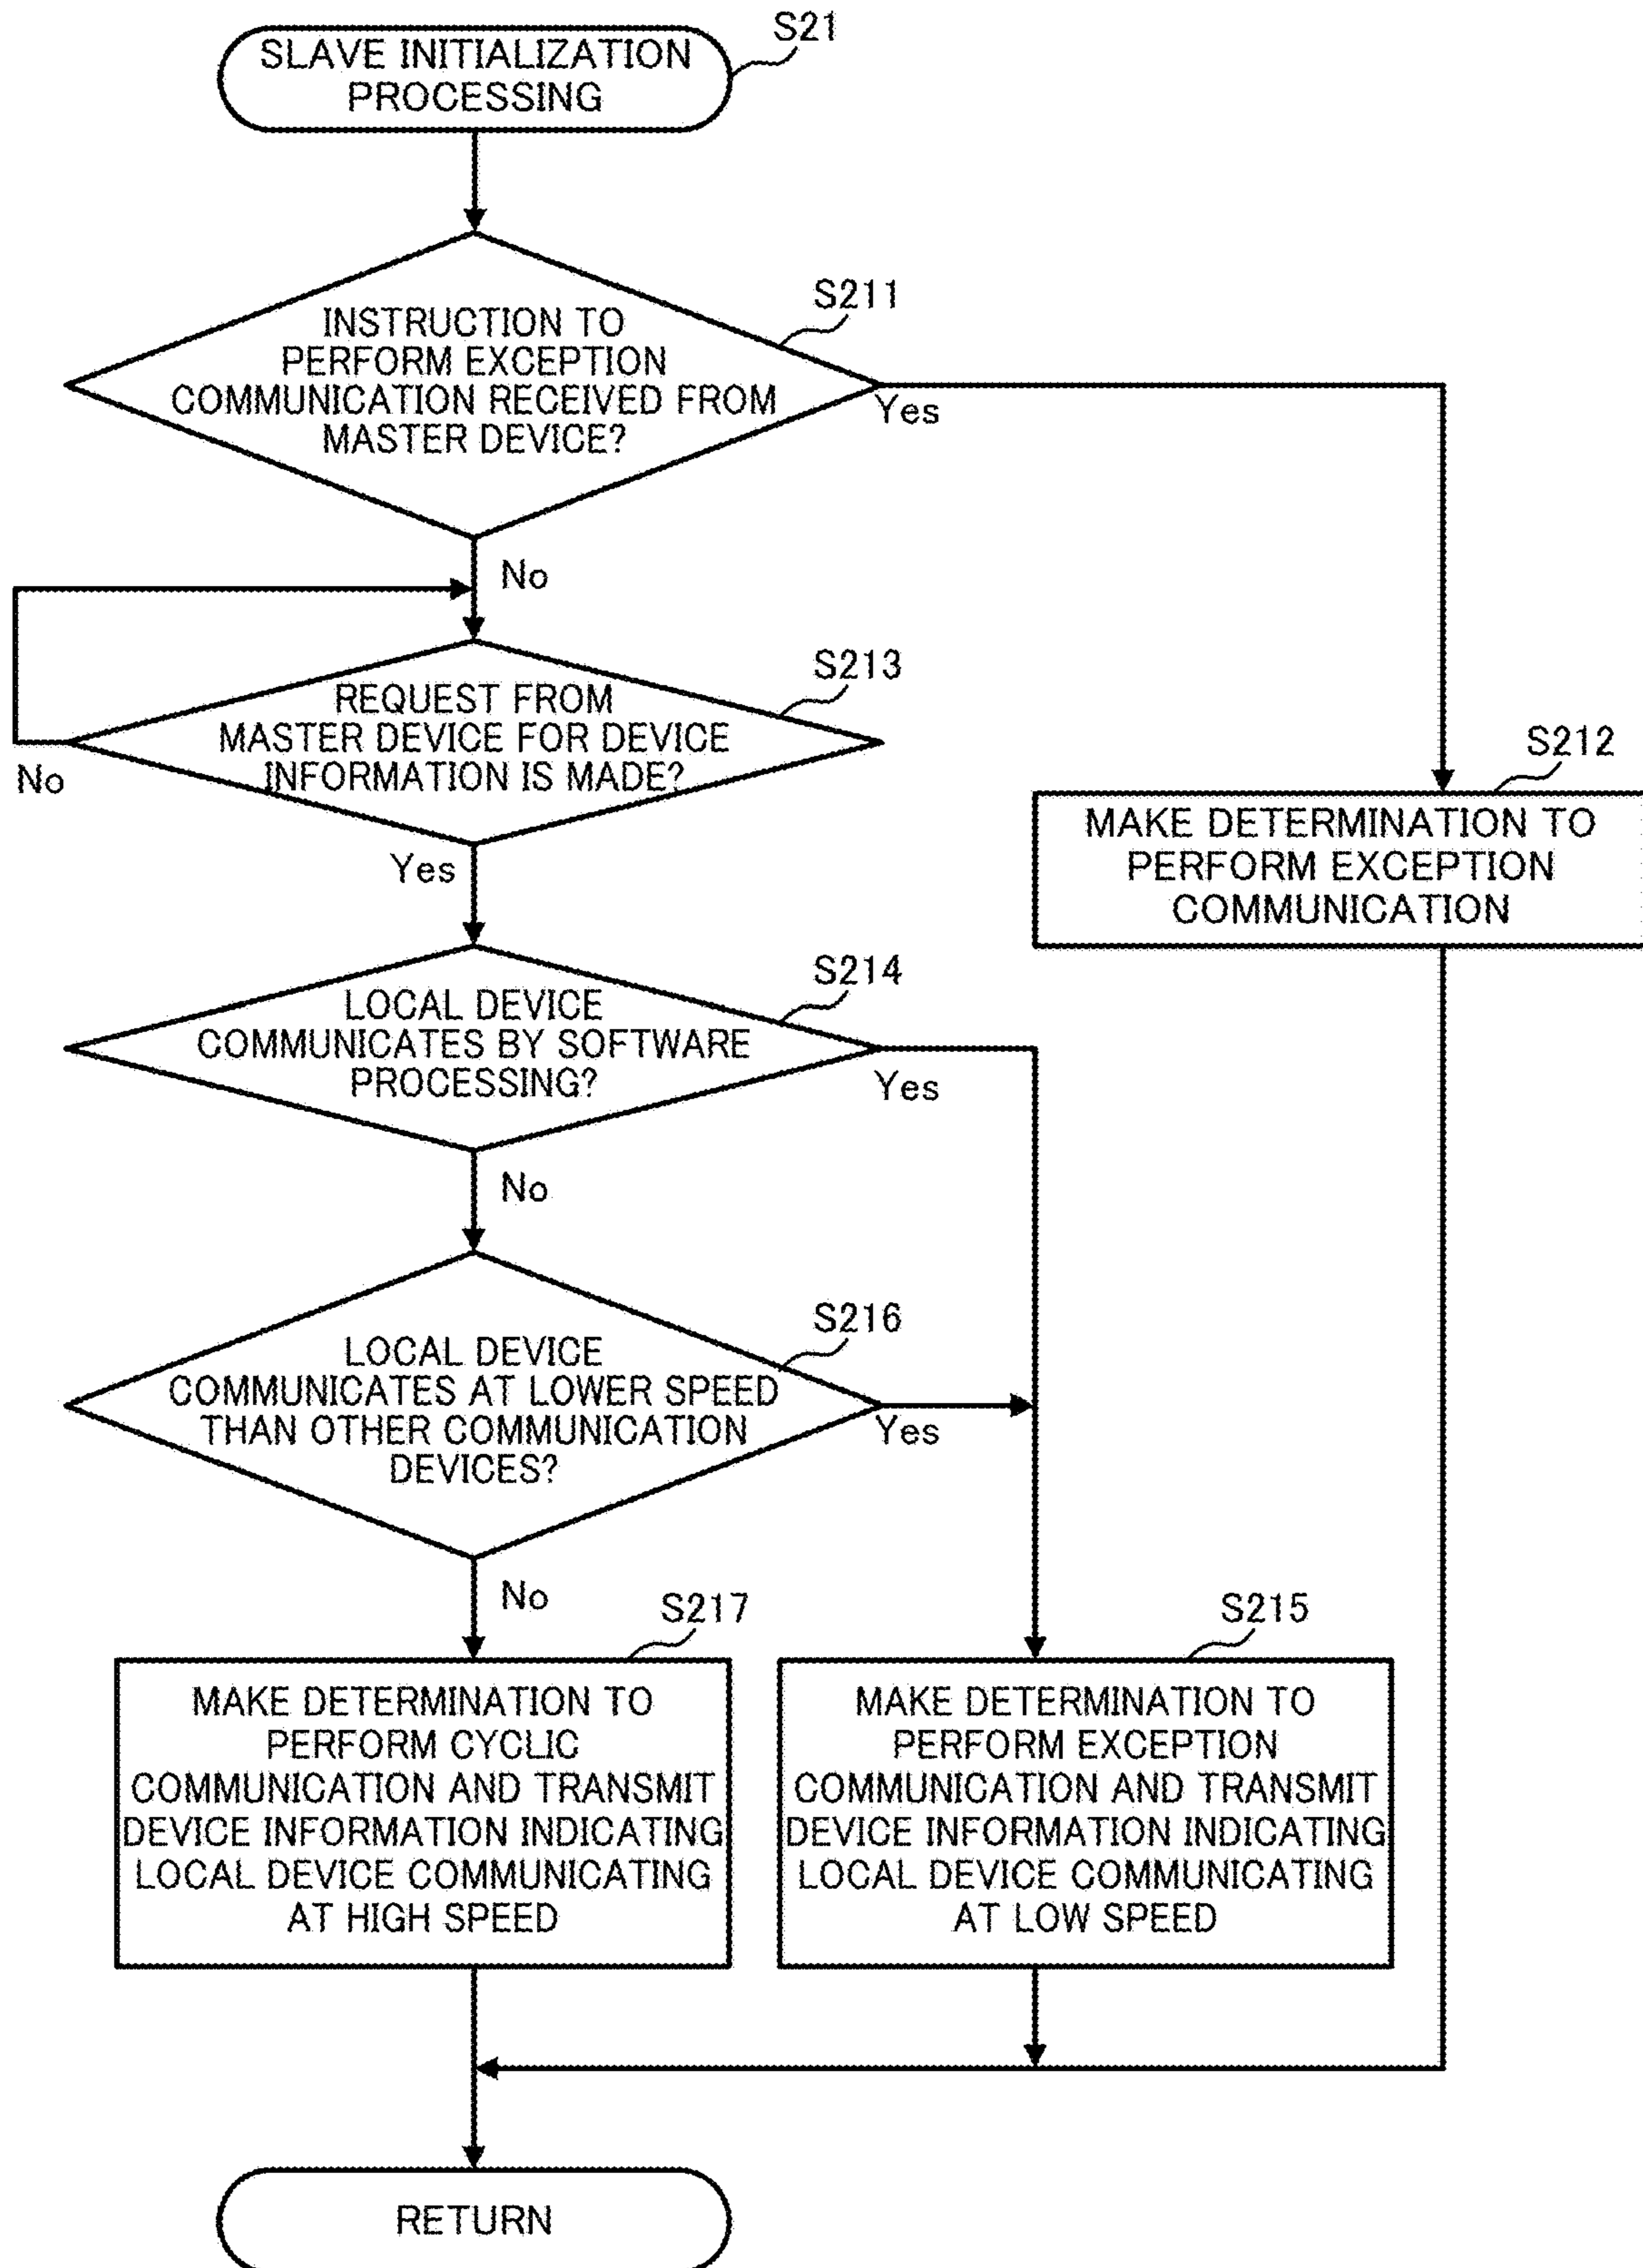 S21
SLAVE INITIALIZATION
PROCESSING
S211
INSTRUCTION TO
PERFORM EXCEPTION
COMMUNICATION RECEIVED FROM
MASTER DEVICE?
Yes
No
S213
REQUEST FROM
MASTER DEVICE FOR DEVICE
INFORMATION IS MADE?
No
Yes
S212
MAKE DETERMINATION TO
PERFORM EXCEPTION
COMMUNICATION
S214
LOCAL DEVICE
COMMUNICATES BY SOFTWARE
PROCESSING?
Yes
No
S216
LOCAL DEVICE
COMMUNICATES AT LOWER SPEED
THAN OTHER COMMUNICATION
DEVICES?
Yes
No
S217
MAKE DETERMINATION TO
PERFORM CYCLIC
COMMUNICATION AND TRANSMIT
DEVICE INFORMATION INDICATING
LOCAL DEVICE COMMUNICATING
AT HIGH SPEED
S215
MAKE DETERMINATION TO
PERFORM EXCEPTION
COMMUNICATION AND TRANSMIT
DEVICE INFORMATION INDICATING
LOCAL DEVICE COMMUNICATING
AT LOW SPEED
RETURN